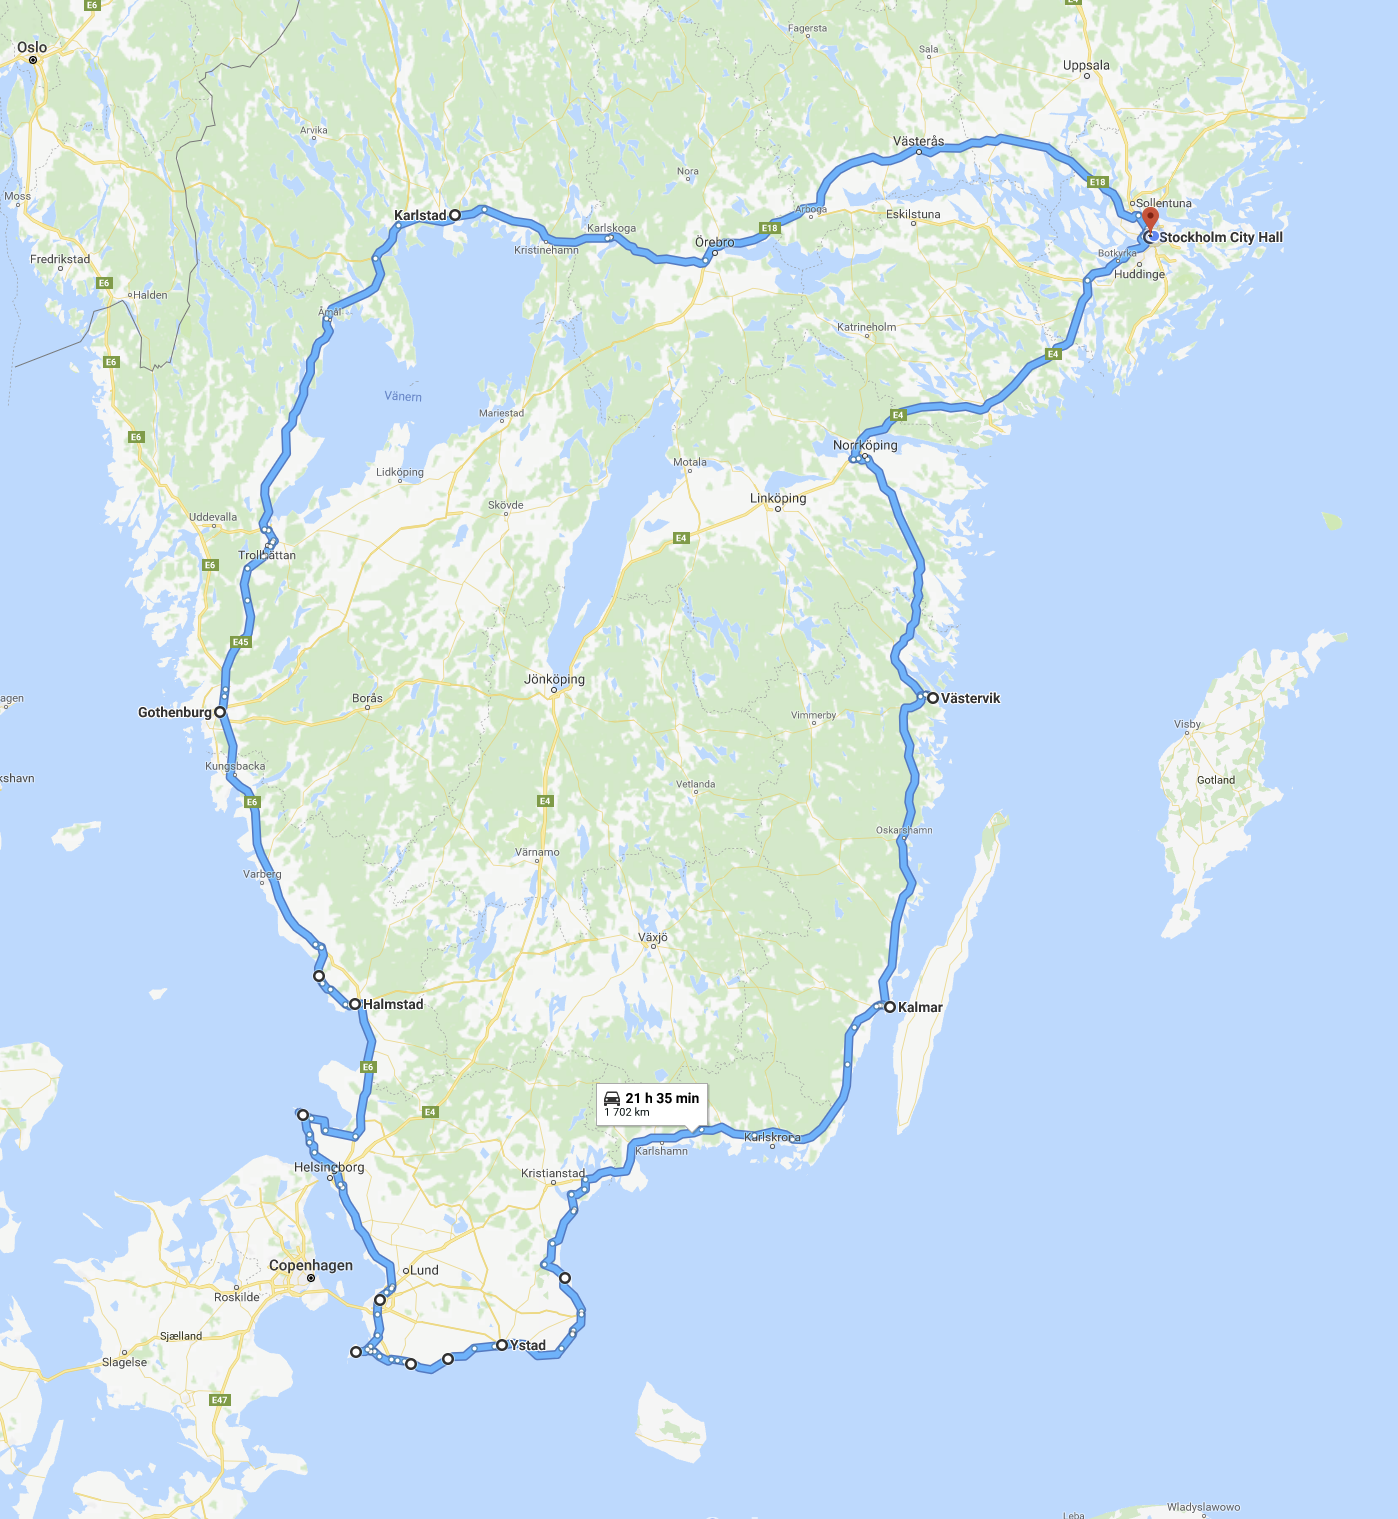 E6
E4
Oslo
Fagersta
Sala
Uppsala
Arvika
Västerås
Nora
E18
Moss
Arboga
Eskilstuna
Sollentuna
Karlstad
Karlskoga
E18
Stockholm City Hall
Kristinehamn
Örebro
Botkyrka
Huddinge
Fredrikstad
E6
Halden
Åmål
Katrineholm
E4
E6
Vänern
Mariestad
E4
E6
Norrköping
Motala
Lidköping
Linköping
Skövde
Uddevalla
E4
Trollhättan
E6
E45
Jönköping
agen
Borås
Västervik
Gothenburg
Vimmerby
Visby
Kungsbacka
kshavn
Vetlanda
Gotland
E6
E4
Oskarshamn
Värnamo
Varberg
Växjö
Halmstad
Kalmar
E6
21 h 35 min
1 702 km
E4
Karlskrona
Karlshamn
Helsingborg
Kristianstad
Copenhagen
Lund
Roskilde
Sjælland
Ystad
Slagelse
E47
Wladyslawowo
Leba